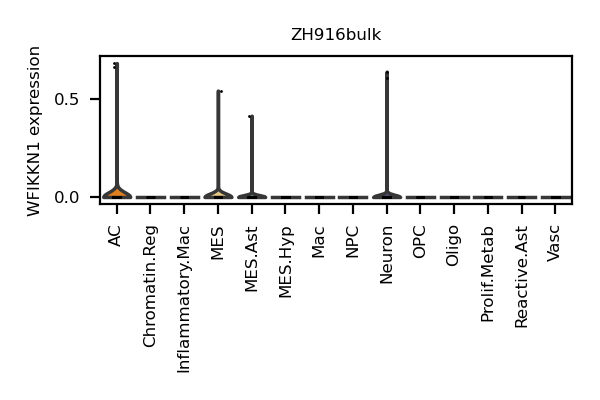 ZH916bulk
WFIKKN1 expression
0.5
0.0
AC
Chromatin.Reg
Inflammatory.Mac
MES
MES.Ast
MES.Hyp
Mac
NPC
Neuron
OPC
Oligo
Prolif.Metab
Reactive.Ast
Vasc